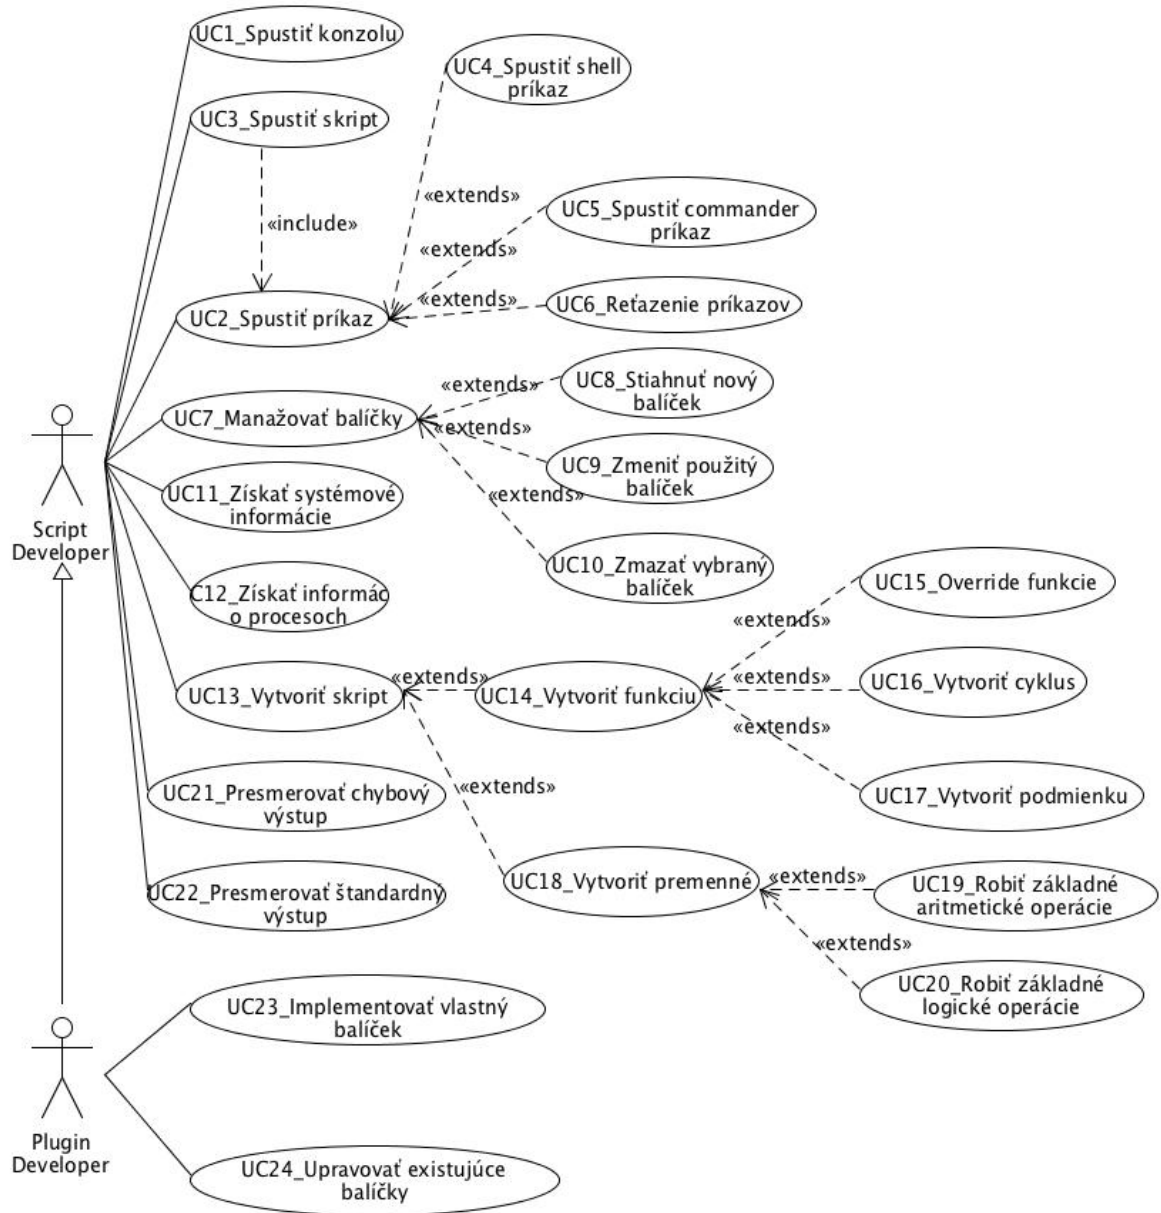 UC1_Spustiť konzolu
UC4_Spustiť shell
príkaz
UC3_Spustiť skript
«extends»
UC5_Spustiť commander
príkaz
«include»
«extends»
«extends»
UC6_Reťazenie príkazov
UC2_Spustiť príkaz
«extends»
UC8_Stiahnuť nový
balíček
UC7_Manažovať balíčky
«extends»
UC9_Zmeniť použitý
balíček
UC11_Získať systémové
informácie
«extends»
Script
Developer
UC10_Zmazať vybraný
balíček
C12_Získať informác
o procesoch
UC15_Override funkcie
«extends»
UC13_Vytvoriť skript
«extends»
UC14_Vytvoriť funkciu
«extends»
UC16_Vytvoriť cyklus
«extends»
UC21_Presmerovať chybový
výstup
«extends»
UC17_Vytvoriť podmienku
UC22_Presmerovať štandardný
výstup
UC18_Vytvoriť premenné
«extends»
UC19_Robiť základné
aritmetické operácie
«extends»
UC20_Robiť základné
logické operácie
UC23_Implementovať vlastný
balíček
Plugin
Developer
UC24_Upravovať existujúce
balíčky